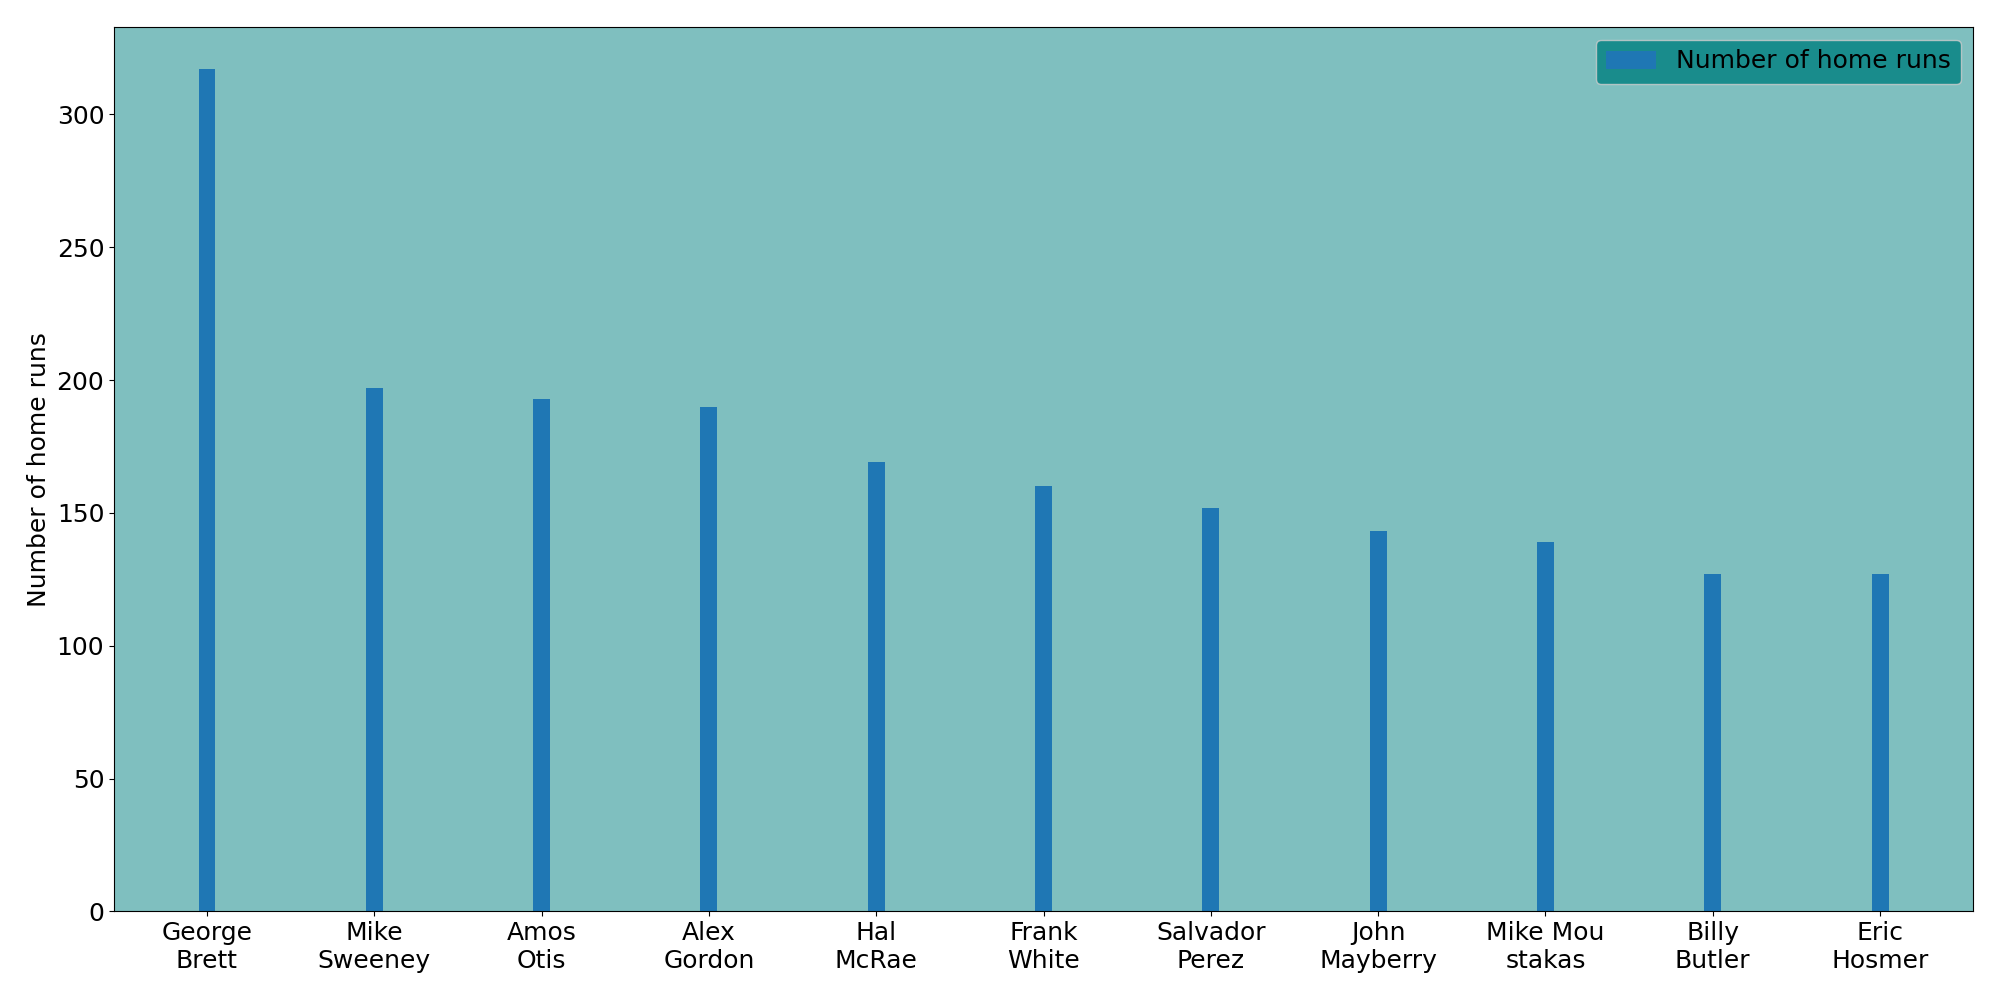 Number of home runs
300
250
200
150
100
50
0
Number of home runs
George
Brett
Mike
Sweeney
Amos
Otis
Alex
Gordon
Hal
McRae
Frank
White
Salvador
Perez
John
Mayberry
Mike Mou
stakas
Billy
Butler
Eric
Hosmer